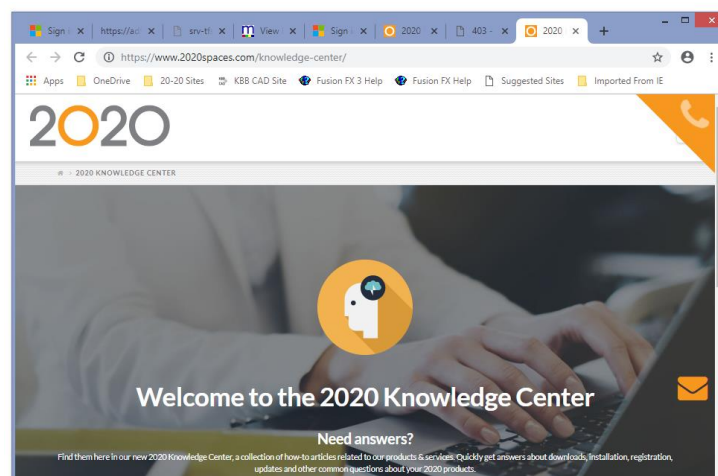 Sign i
https://ad
srv-th
View
Sign i
2020
403 -
2020
https://www.2020spaces.com/knowledge-center/
Apps OneDrive 20-20 Sites KBB CAD Site Fusion FX 3 Help Fusion FX Help Suggested Sites Imported From IE
2020
> 2020 KNOWLEDGE CENTER
Welcome to the 2020 Knowledge Center
Need answers?
Find them here in our new 2020 Knowledge Center, a collection of how-to articles related to our products & services. Quickly get answers about downloads, installation, registration,
updates and other common questions about your 2020 products.